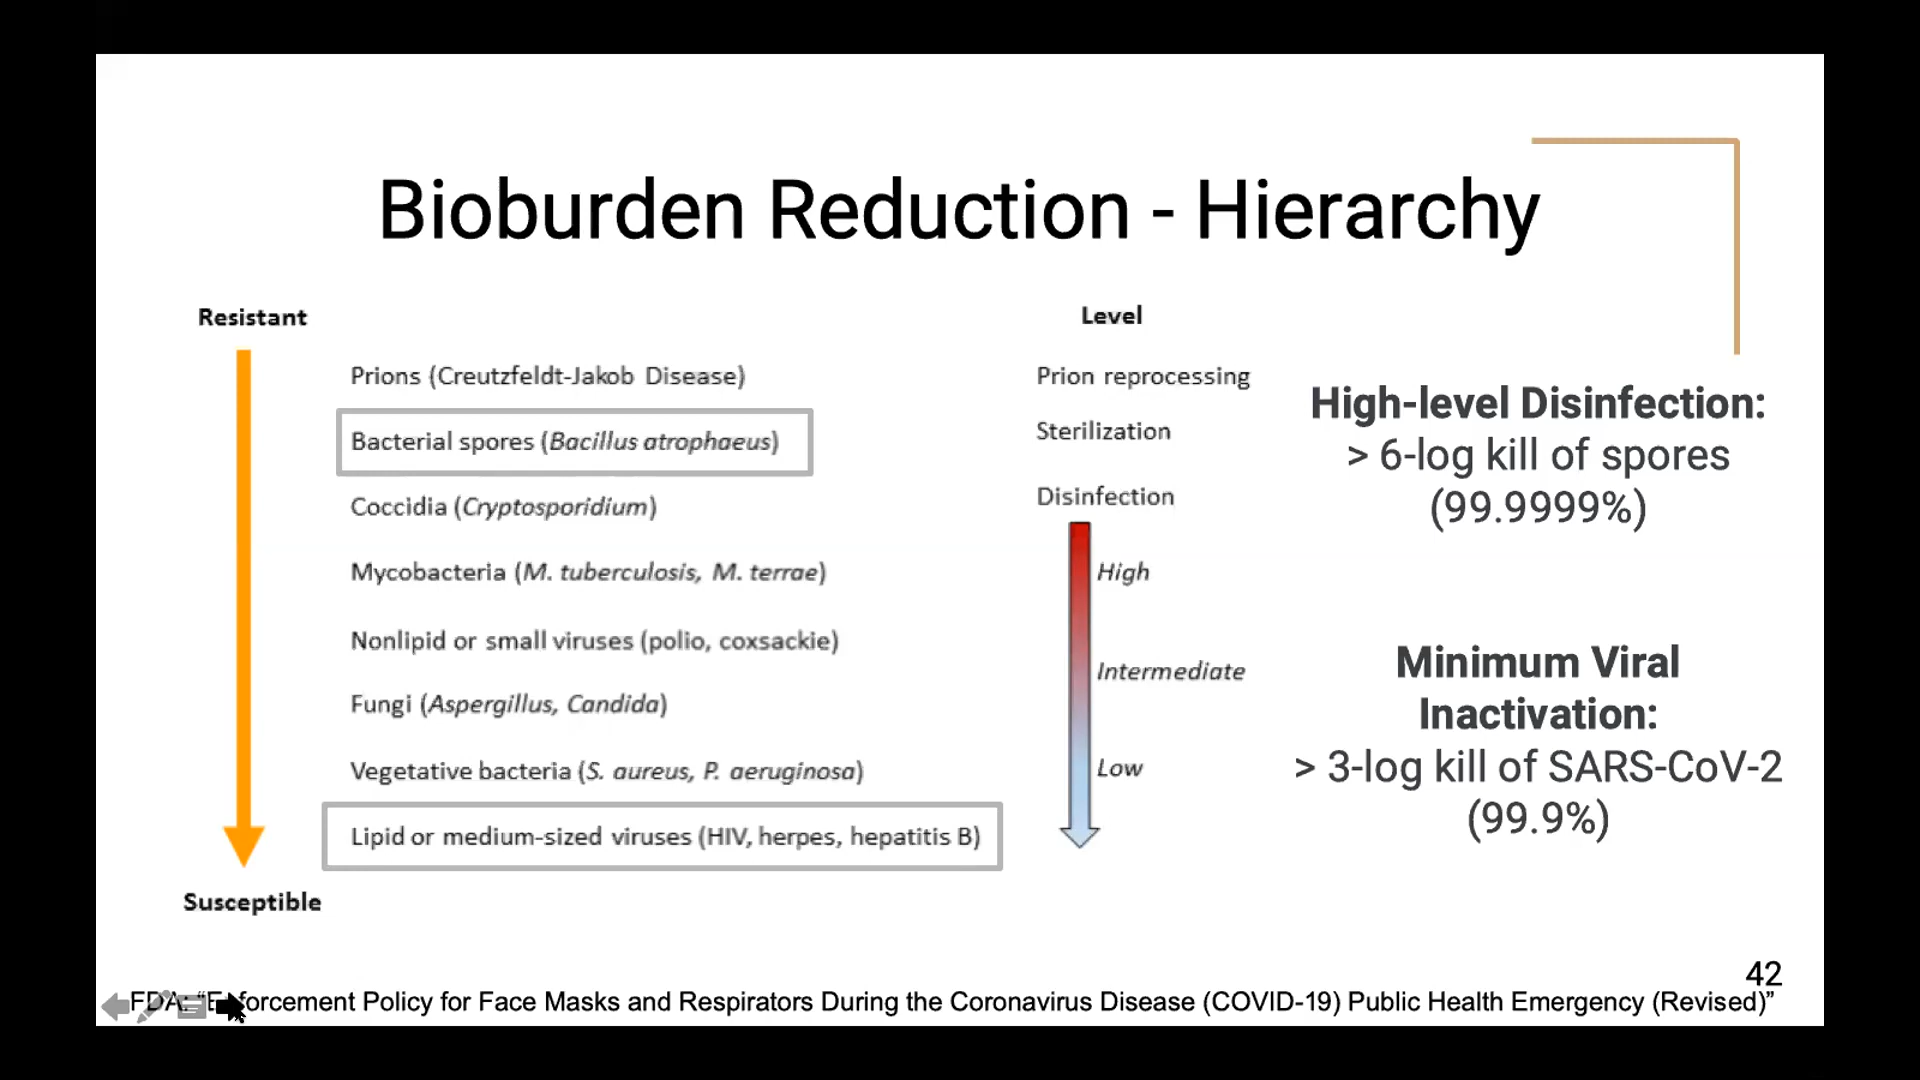 Bioburden Reduction - Hierarchy
Resistant
Level
Prions (Creutzfeldt-Jakob Disease)
Prion reprocessing
Bacterial spores (Bacillus atrophaeus)
Sterilization
Coccidia (Cryptosporidium)
Disinfection
Mycobacteria (M. tuberculosis, M. terrae)
High
Nonlipid or small viruses (polio, coxsackie)
Intermediate
Fungi (Aspergillus, Candida)
Vegetative bacteria (S. aureus, P. aeruginosa)
Low
Lipid or medium-sized viruses (HIV, herpes, hepatitis B)
Susceptible
High-level Disinfection:
> 6-log kill of spores
(99.9999%)
Minimum Viral
Inactivation:
> 3-log kill of SARS-CoV-2
(99.9%)
42
FDA: “Enforcement Policy for Face Masks and Respirators During the Coronavirus Disease (COVID-19) Public Health Emergency (Revised)”